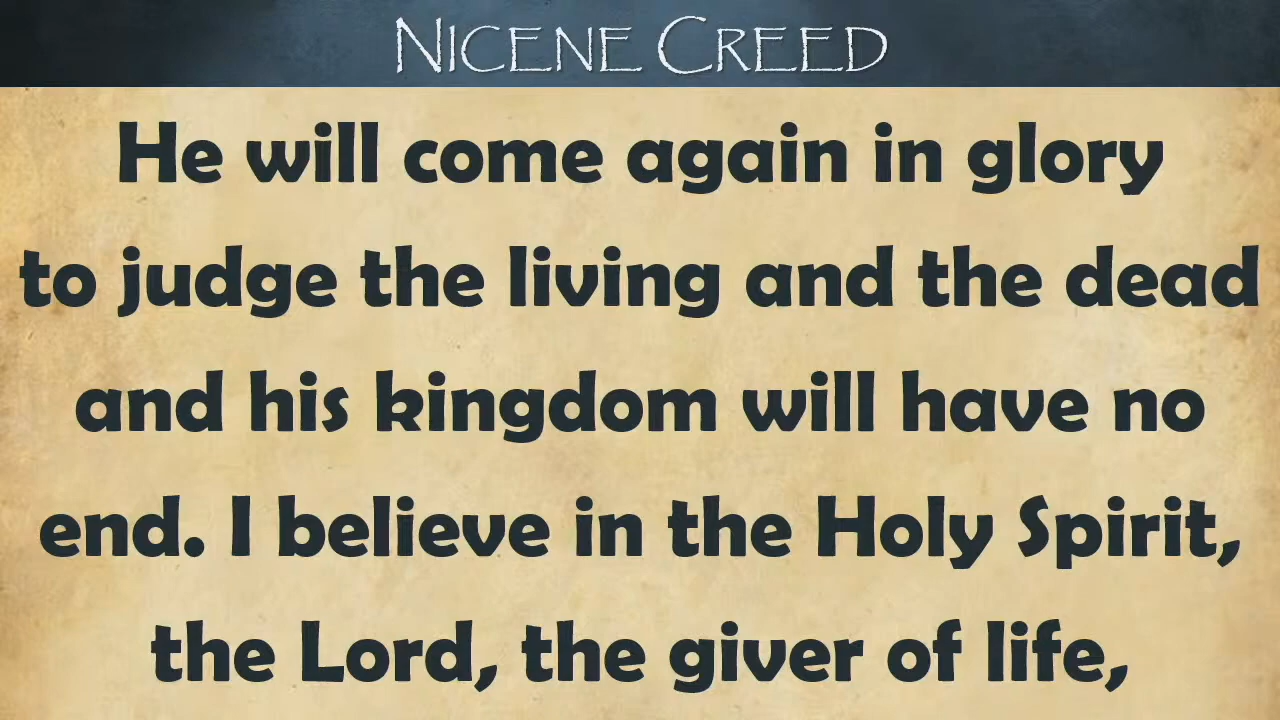 NICENE CREED
He will come again in glory
to judge the living and the dead
and his kingdom will have no
end. I believe in the Holy Spirit,
the Lord, the giver of life,